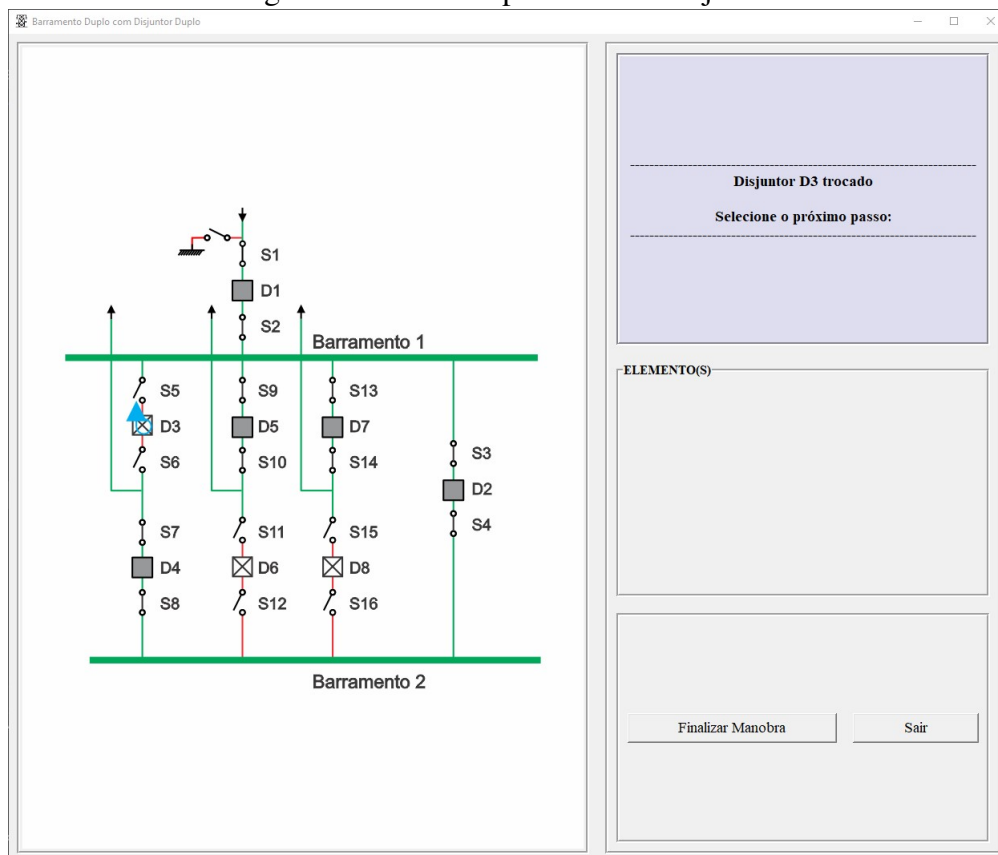 Barramento Duplo com Disjuntor Duplo
Disjuntor D3 trocado
Selecione o próximo passo:
S1
D1
S2
Barramento 1
S5
S9
S13
D3
D5
D7
S6
S10
S14
S3
D2
S4
S7
S11
S15
D4
D6
D8
S8
S12
S16
Barramento 2
ELEMENTO(S)
Finalizar Manobra
Sair